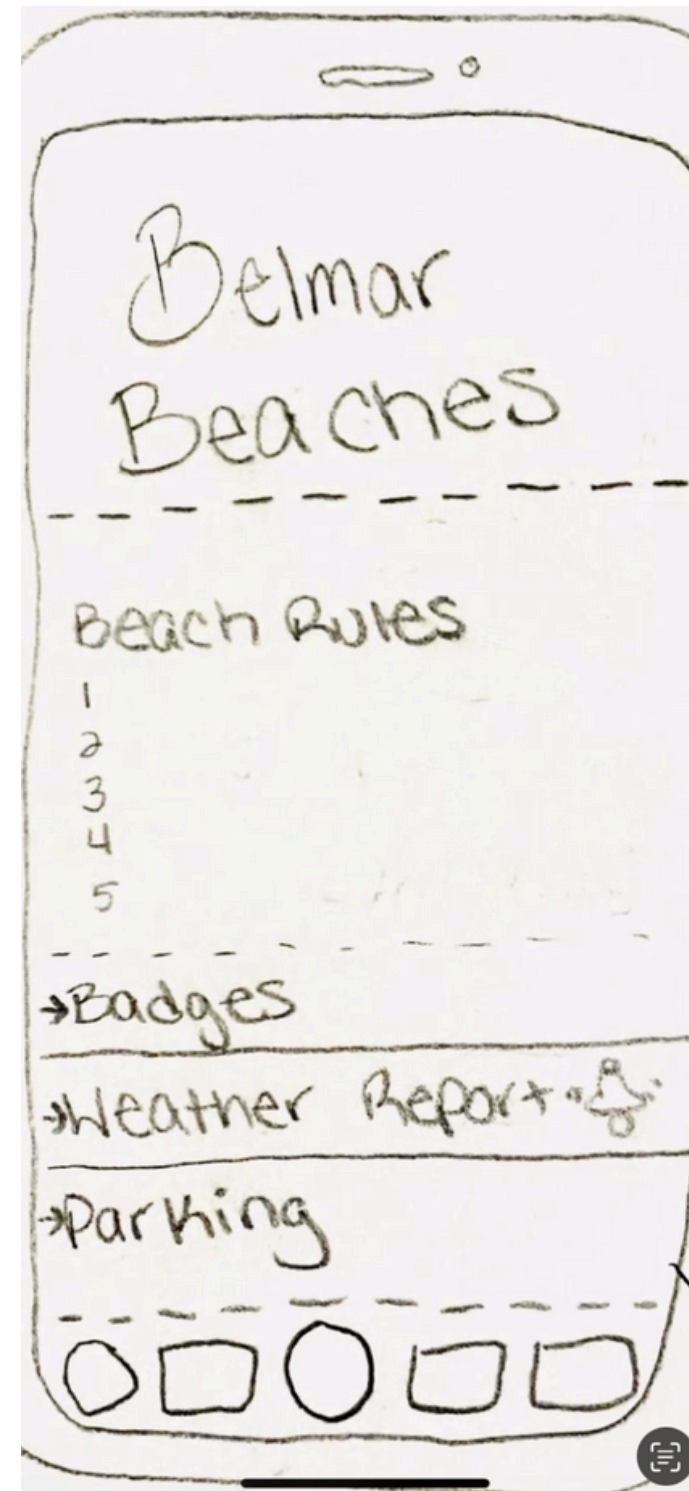 Belmar
Beaches
Beach Rules
1
2
3
4
5
→Badges
→Weather Report
→Parking